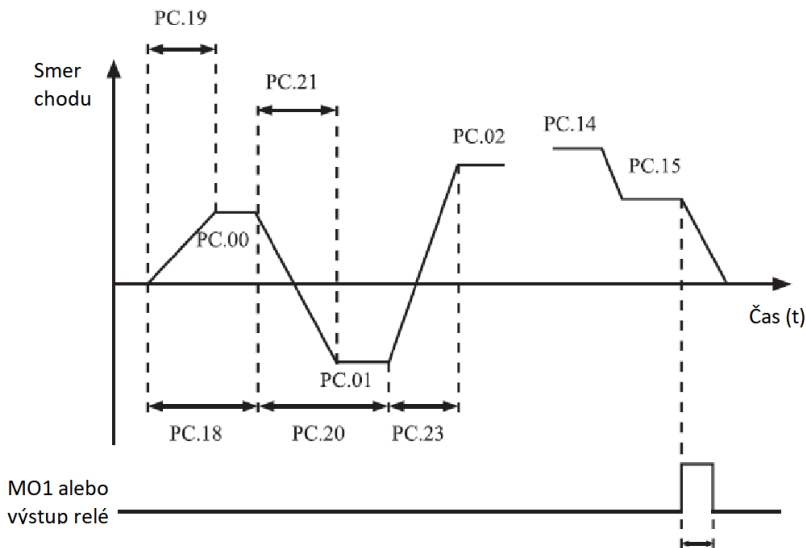 PC.19
Smer
chodu
PC.21
PC.02
PC.14
PC.15
PC.00
Čas (t)
PC.01
PC.18
PC.20
PC.23
MO1 alebo
výstup relé